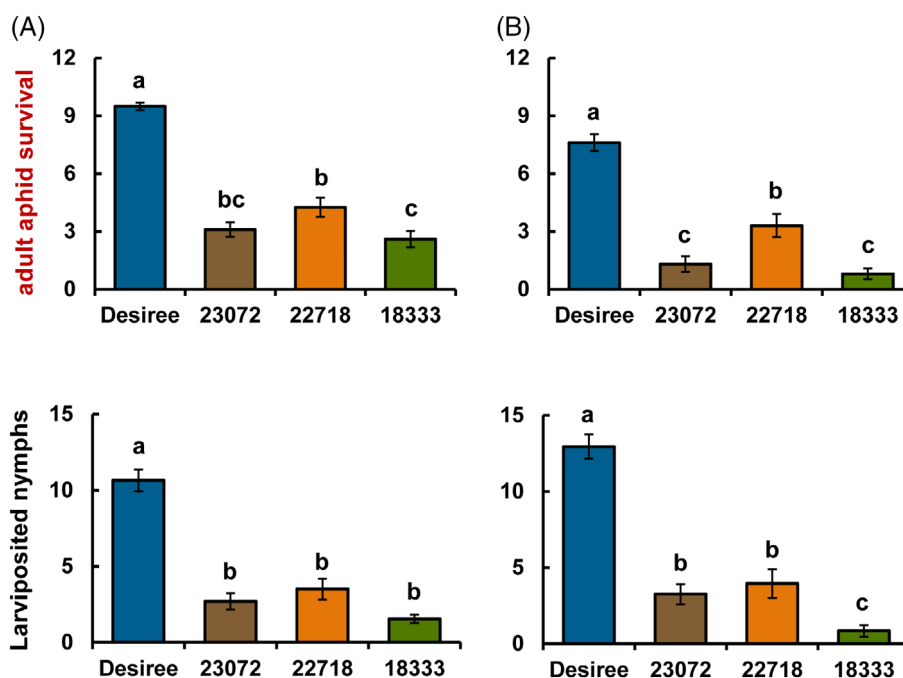 (A)
adult aphid survival
12
9
6
3
0
a
bc
b
c
Desiree 23072 22718 18333
(B)
12
9
6
3
0
a
c
b
c
Desiree 23072 22718 18333
Larviposited nymphs
15
10
5
0
a
b
b
b
Desiree 23072 22718 18333
15
10
5
0
a
b
b
c
Desiree 23072 22718 18333